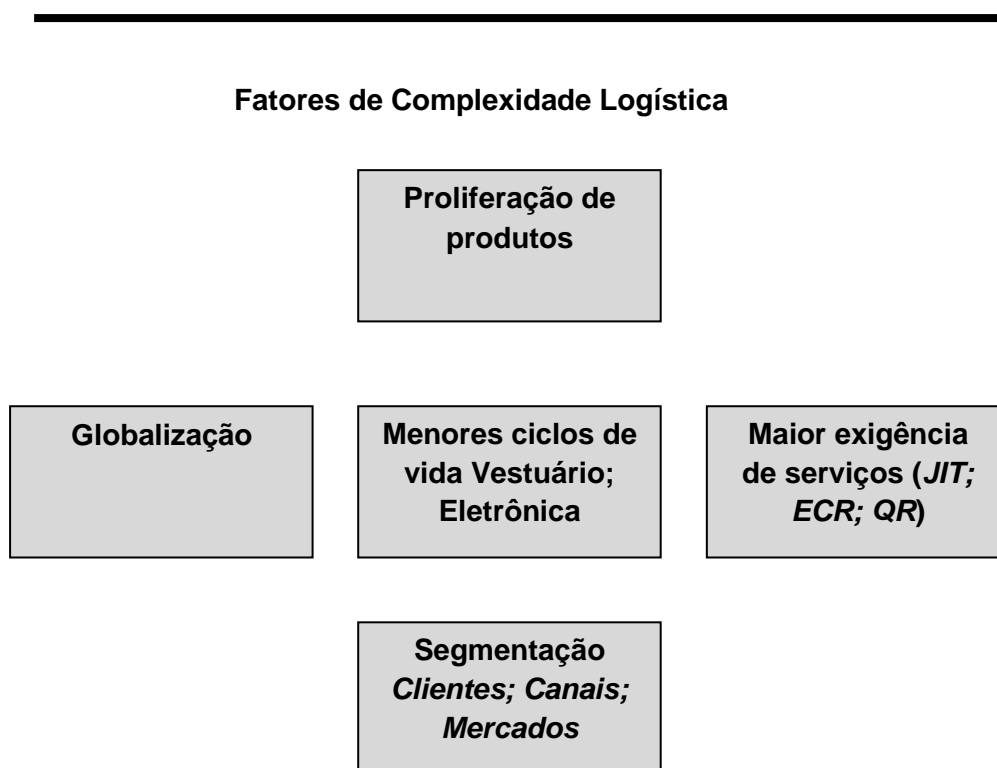 Fatores de Complexidade Logística
Proliferação de
produtos
Globalização
Menores ciclos de
vida Vestuário;
Eletrônica
Maior exigência
de serviços (JIT;
ECR; QR)
Segmentação
Clientes; Canais;
Mercados